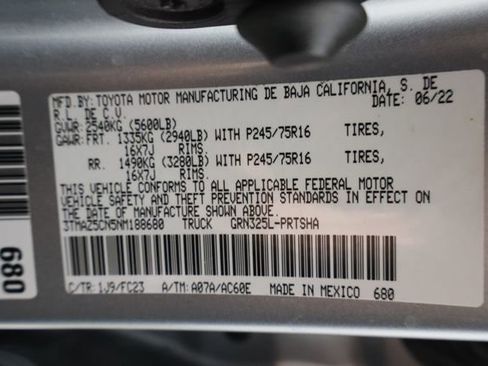 MFD.BY:TOYOTA MOTOR MANUFACTURING DE BAJA CALIFORNIA, S. DE
R.L. DE C.V. DATE: 06/22
GVWR: 2540KG (5600LB)
GAWR:FRT. 1335KG (2940LB) WITH P245/75R16 TIRES,
16X7J RIMS.
RR. 1490KG (3280LB) WITH P245/75R16 TIRES,
16X7J RIMS.
THIS VEHICLE CONFORMS TO ALL APPLICABLE FEDERAL MOTOR
VEHICLE SAFETY AND THEFT PREVENTION STANDARDS IN EFFECT ON
THE DATE OF MANUFACTURE SHOWN ABOVE.
3TMAZ5CN5NM188680 TRUCK GRN325L-PRTSHA
C/TR: 1J9/FC23 A/TM: A07A/AC60E MADE IN MEXICO 680
680